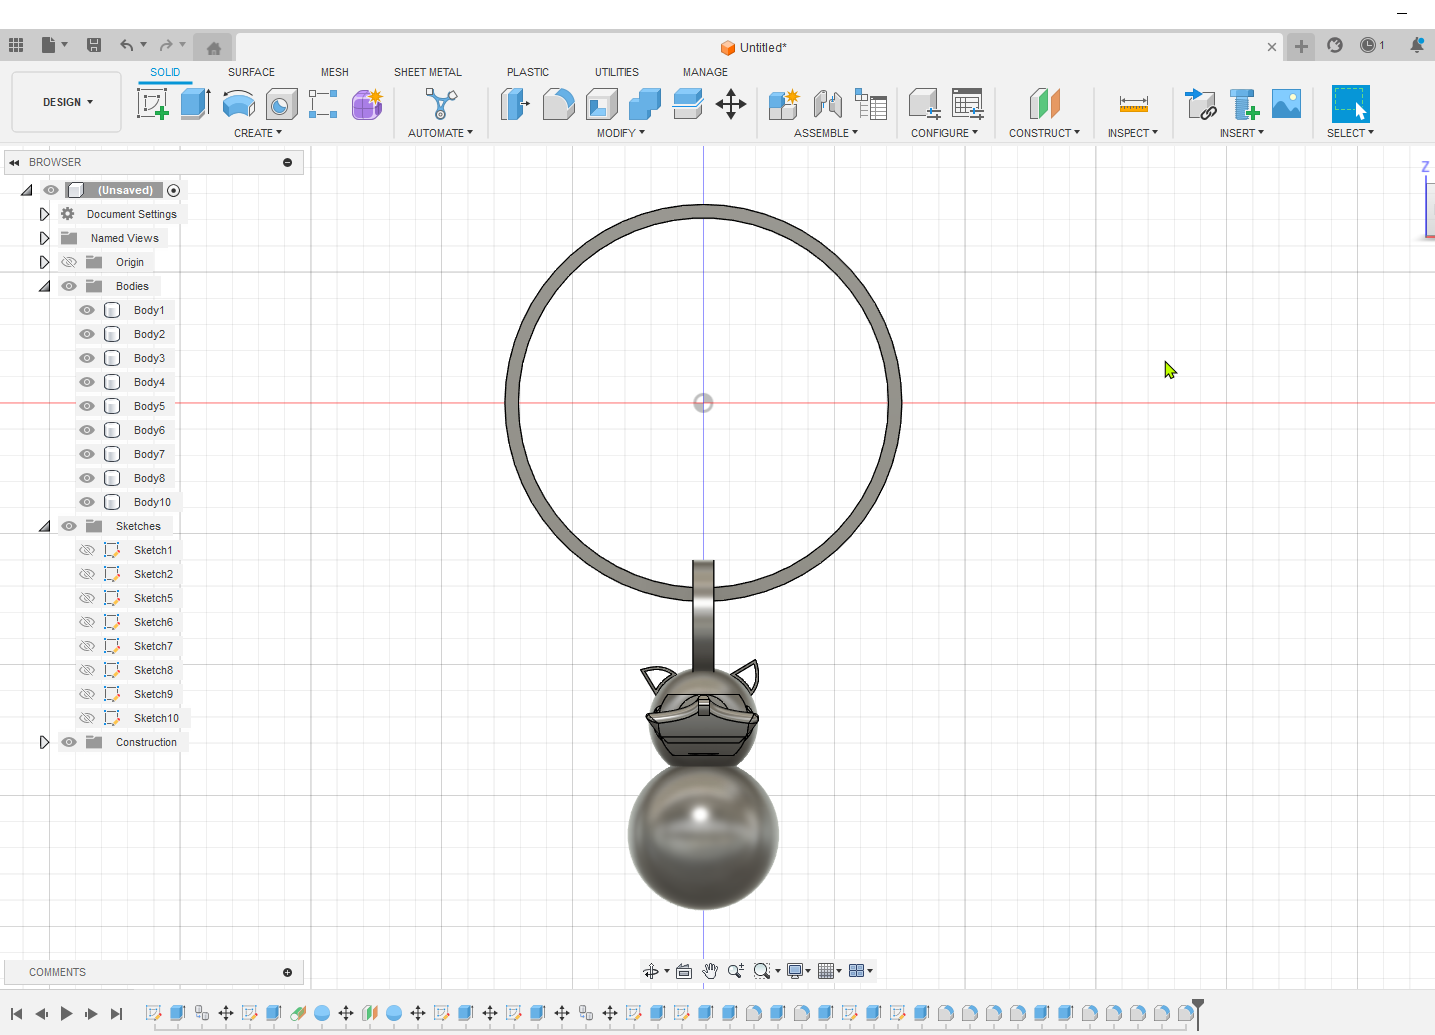 Untitled*
1
DESIGN
SOLID SURFACE MESH SHEET METAL PLASTIC UTILITIES MANAGE
CREATE AUTOMATE MODIFY ASSEMBLE CONFIGURE CONSTRUCT INSPECT INSERT SELECT
BROWSER
(Unsaved)
Document Settings
Named Views
Origin
Bodies
Body1
Body2
Body3
Body4
Body5
Body6
Body7
Body8
Body10
Sketches
Sketch1
Sketch2
Sketch5
Sketch6
Sketch7
Sketch8
Sketch9
Sketch10
Construction
Z
COMMENTS